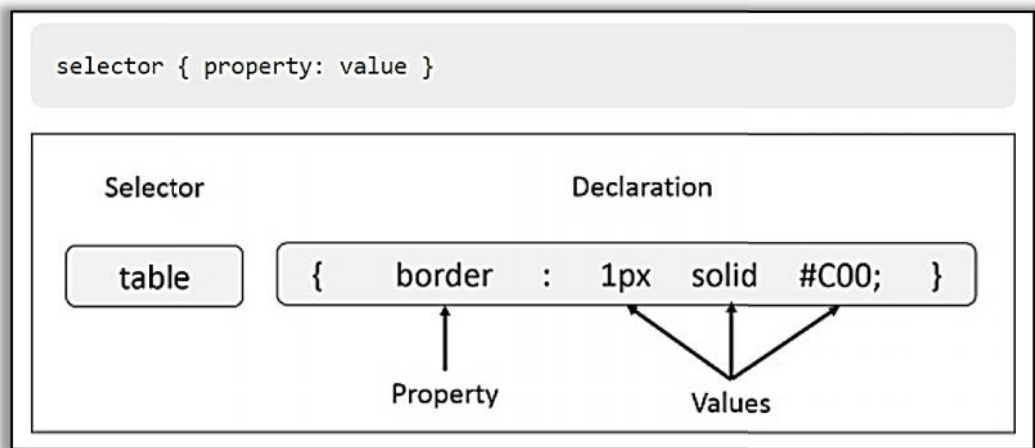 selector { property: value }
Selector Declaration
table { border : 1px solid #C00; }
Property Values